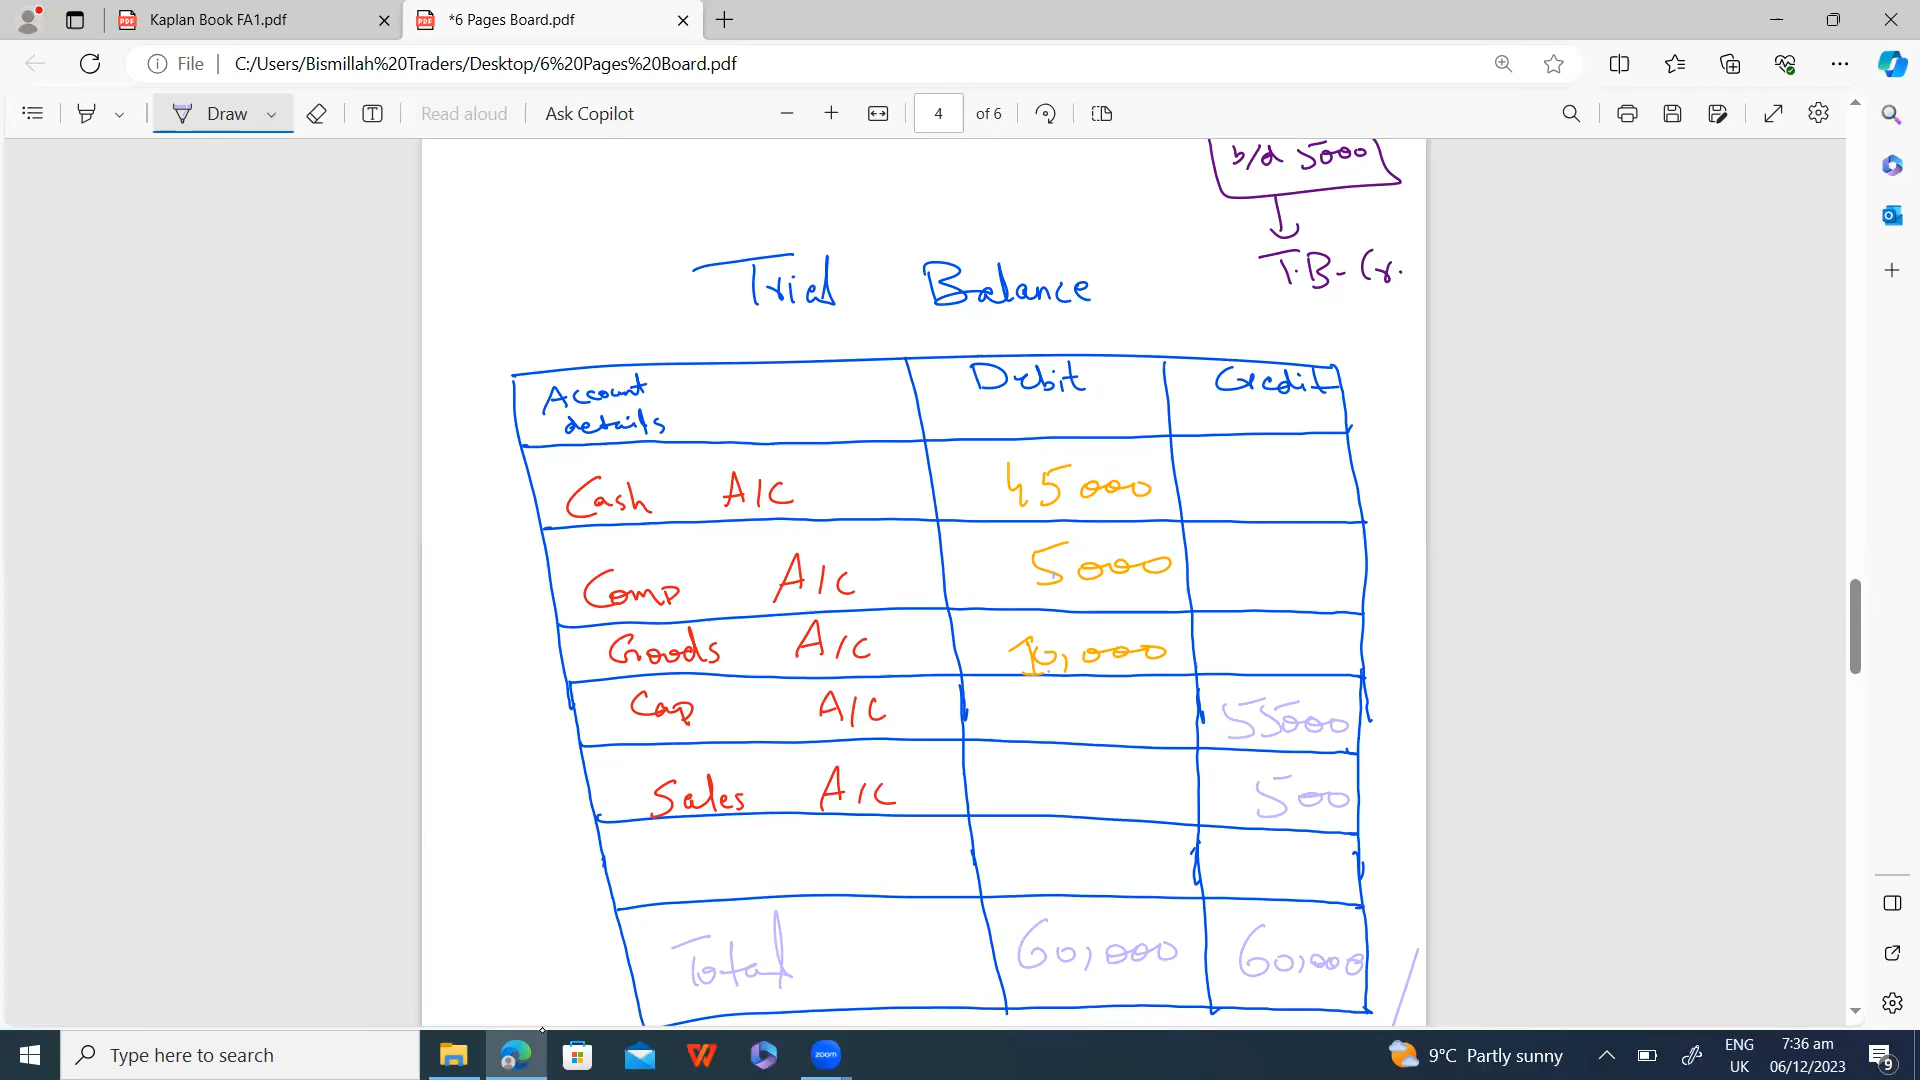 Kaplan Book FA1.pdf
*6 Pages Board.pdf
File
C:/Users/Bismillah%20Traders/Desktop/6%20Pages%20Board.pdf
Draw
Read aloud
Ask Copilot
4 of 6
b/d 5000
T.B- Cr.
Trial Balance
Account details Debit Credit
Cash A/C 45000
Comp A/C 5000
Goods A/C 10,000
Cap A/C 55000
Sales A/C 500
Total 60,000 60,000
Type here to search
zoom
9°C Partly sunny
ENG
UK
7:36 am
06/12/2023
9